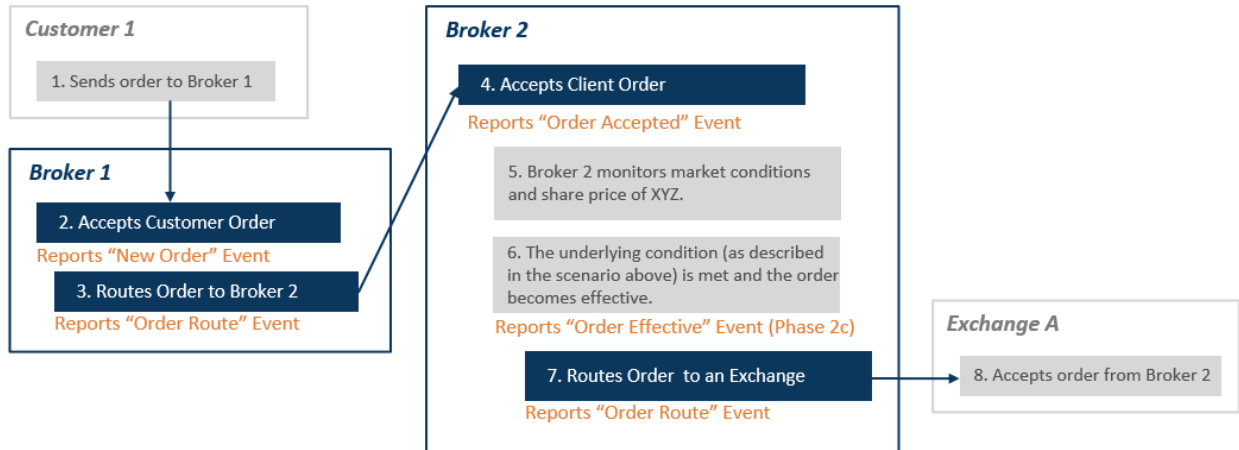 Customer 1
1. Sends order to Broker 1
Broker 1
2. Accepts Customer Order
Reports “New Order” Event
3. Routes Order to Broker 2
Reports “Order Route” Event
Broker 2
4. Accepts Client Order
Reports “Order Accepted” Event
5. Broker 2 monitors market conditions
and share price of XYZ.
6. The underlying condition (as described
in the scenario above) is met and the order
becomes effective.
Reports “Order Effective” Event (Phase 2c)
7. Routes Order to an Exchange
Reports “Order Route” Event
Exchange A
8. Accepts order from Broker 2